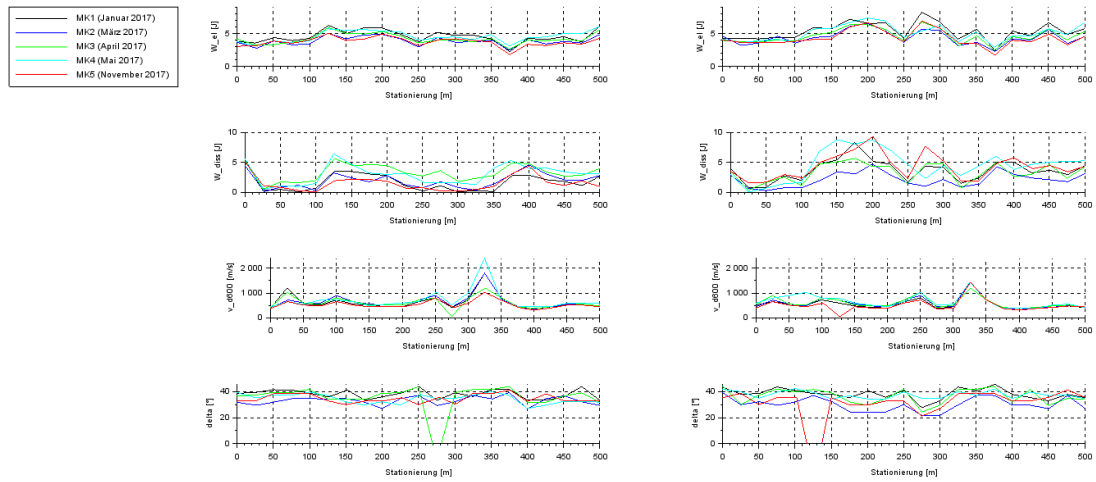 MK1 (Januar 2017)
MK2 (März 2017)
MK3 (April 2017)
MK4 (Mai 2017)
MK5 (November 2017)
W_el [J]
5
0
0 50 100 150 200 250 300 350 400 450 500
Stationierung [m]
W_el [J]
5
0
0 50 100 150 200 250 300 350 400 450 500
Stationierung [m]
W_diss [J]
10
5
0
0 50 100 150 200 250 300 350 400 450 500
Stationierung [m]
W_diss [J]
10
5
0
0 50 100 150 200 250 300 350 400 450 500
Stationierung [m]
v_d600 [m/s]
2 000
1 000
0
0 50 100 150 200 250 300 350 400 450 500
Stationierung [m]
v_d600 [m/s]
2 000
1 000
0
0 50 100 150 200 250 300 350 400 450 500
Stationierung [m]
delta [°]
40
20
0
0 50 100 150 200 250 300 350 400 450 500
Stationierung [m]
delta [°]
40
20
0
0 50 100 150 200 250 300 350 400 450 500
Stationierung [m]